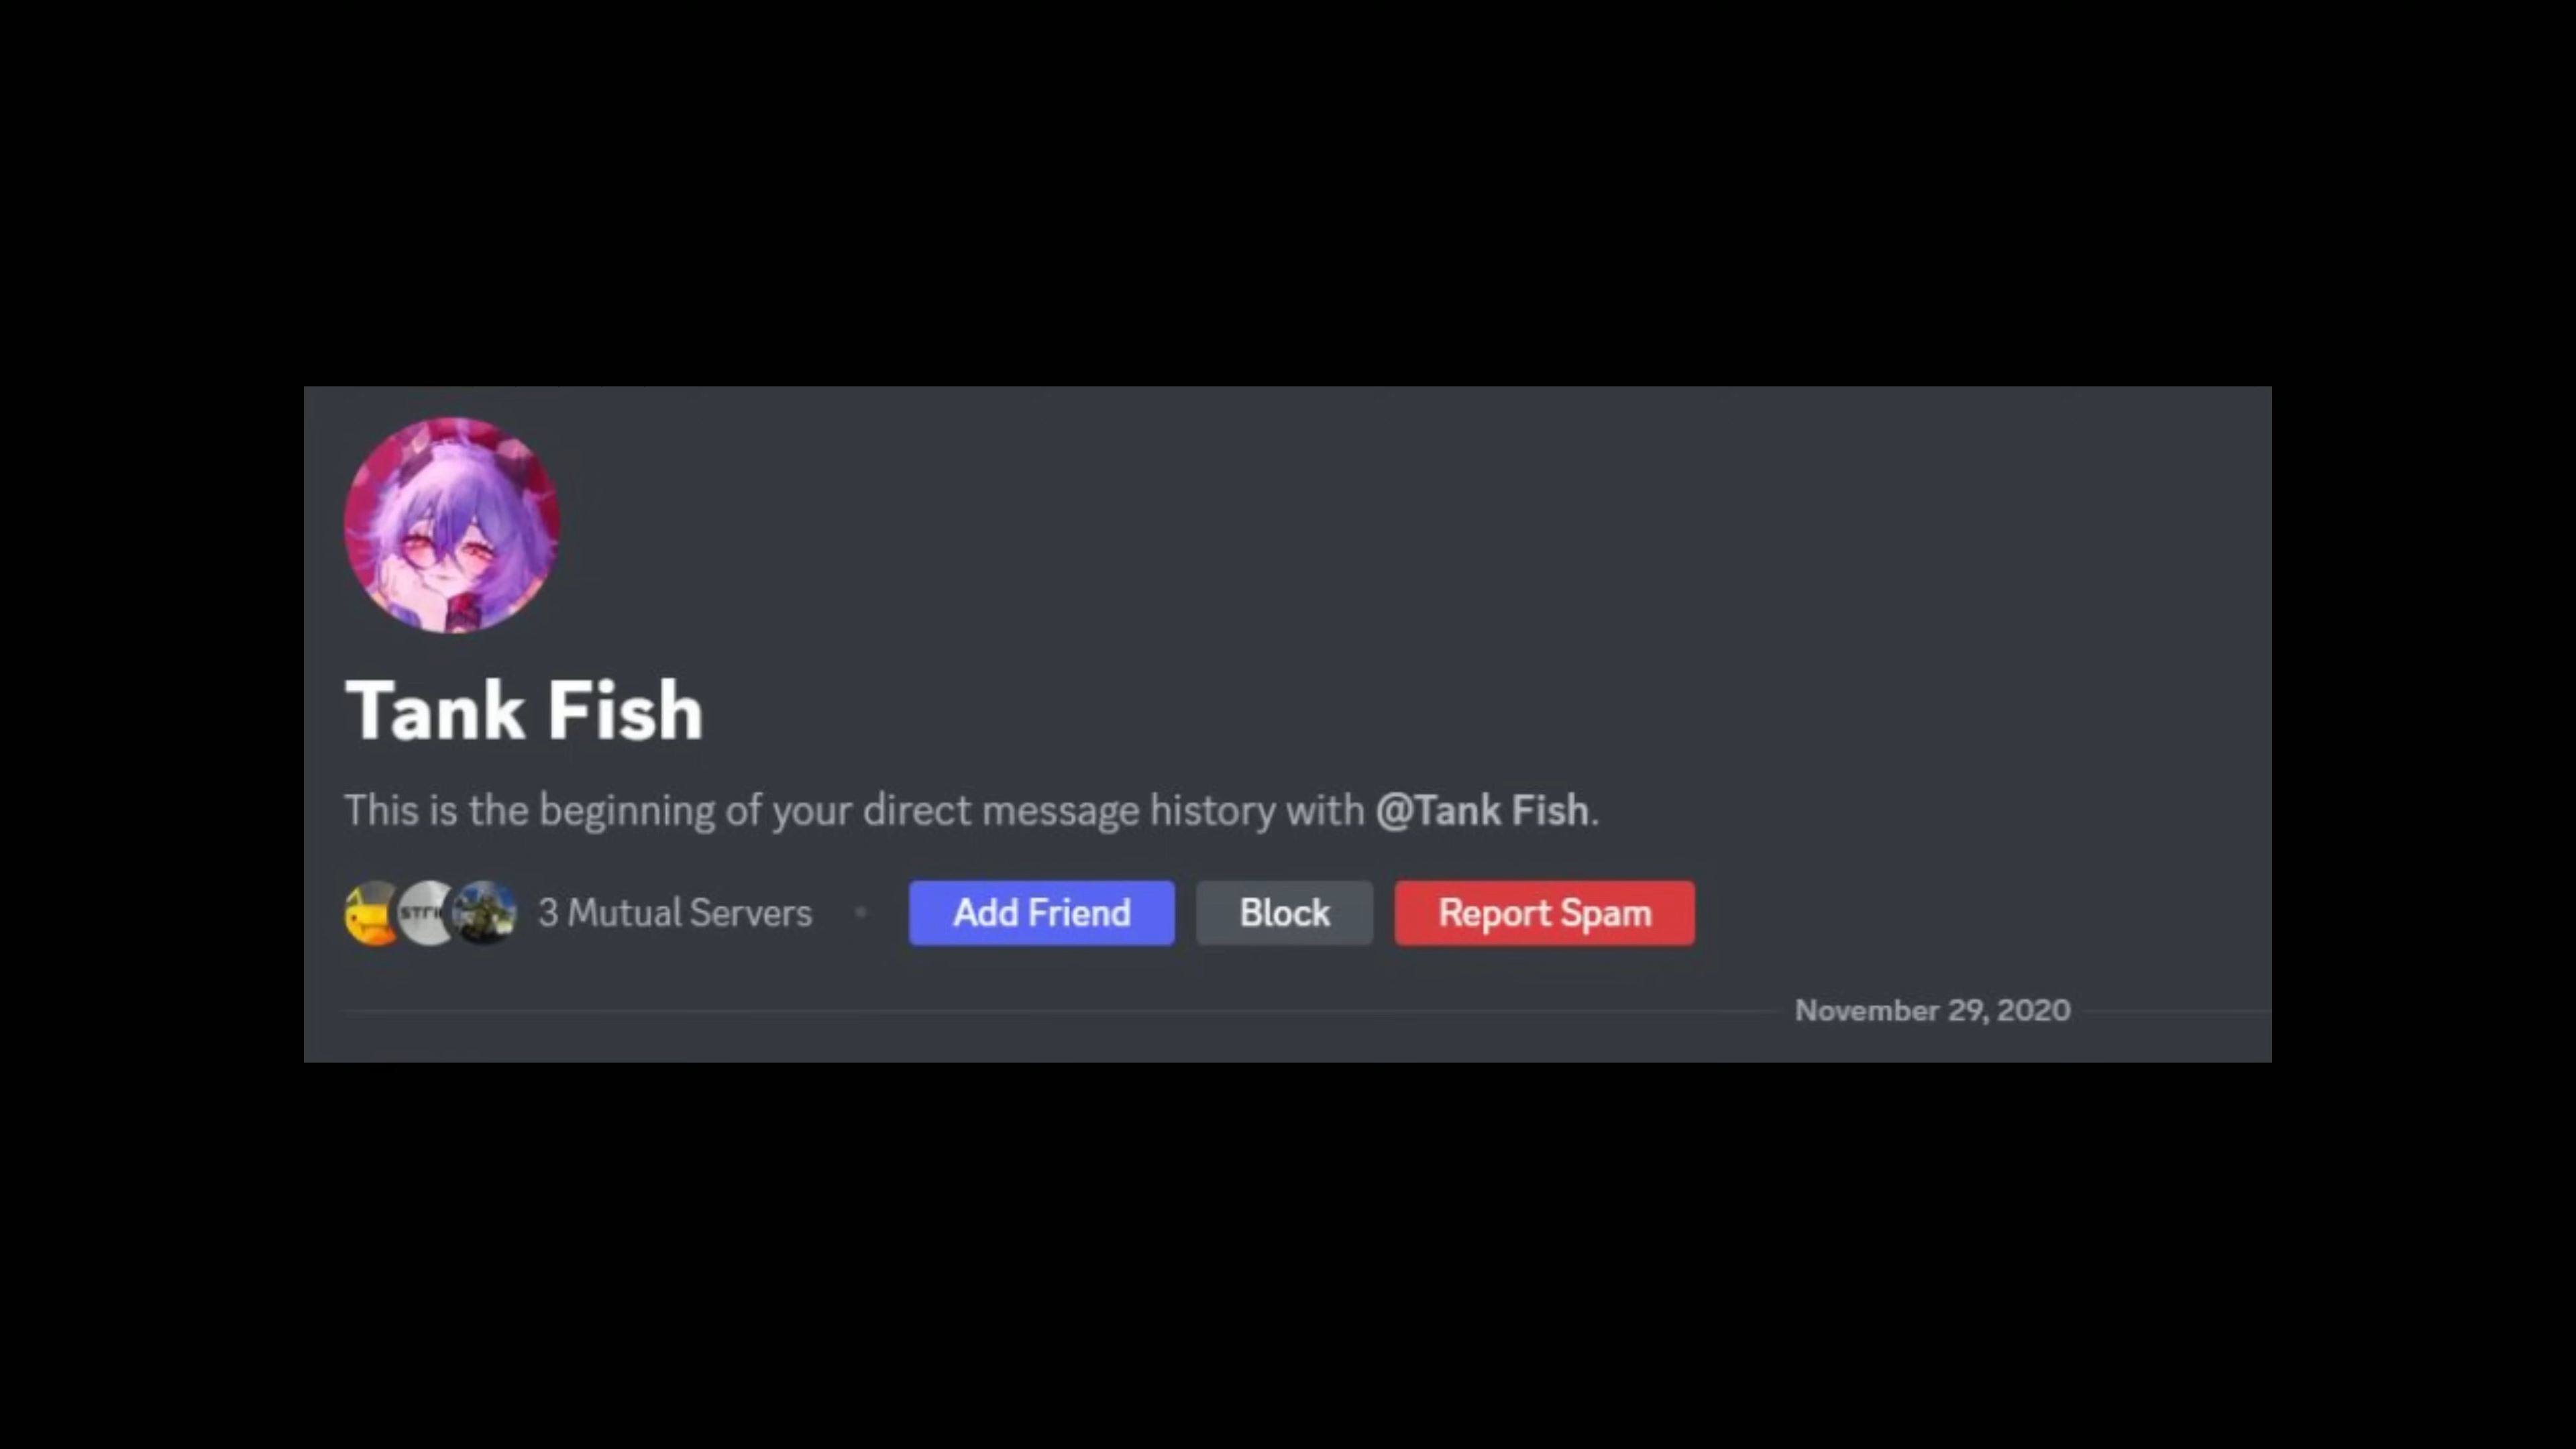 Tank Fish
This is the beginning of your direct message history with @Tank Fish.
3 Mutual Servers • Add Friend Block Report Spam
November 29, 2020